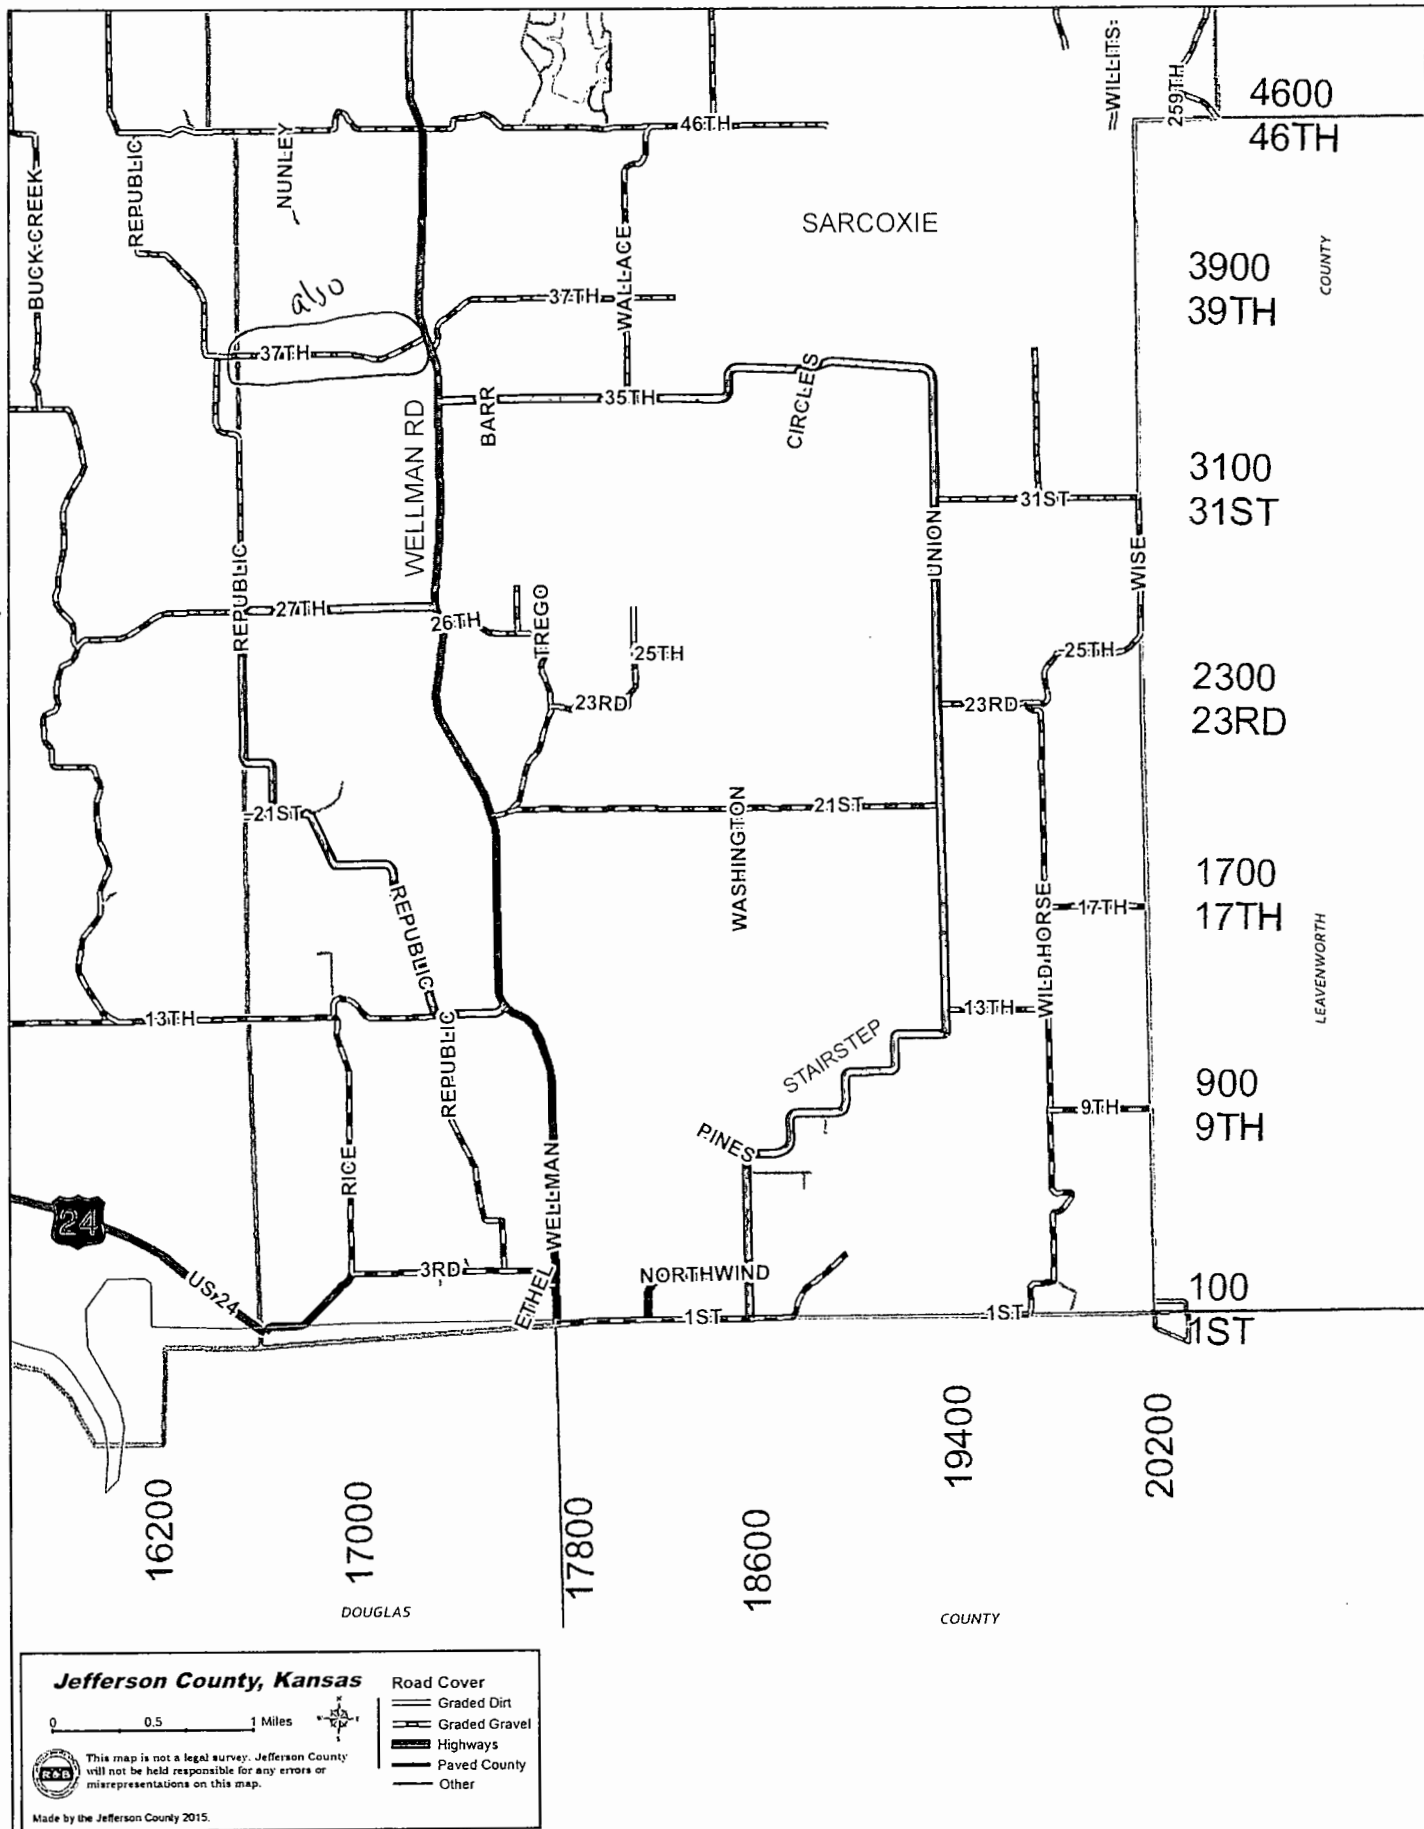 WILLITS
259TH
4600
46TH
46TH
BUCK CREEK
REPUBLIC
NUNLEY
WALLACE
SARCOXIE
3900
39TH
COUNTY
also
37TH
37TH
WELLMAN RD
BARR
35TH
CIRCLES
3100
31ST
31ST
UNION
WISE
REPUBLIC
27TH
26TH
TREGO
25TH
25TH
23RD
23RD
2300
23RD
21ST
WASHINGTON
21ST
REPUBLIC
1700
17TH
17TH
WILD HORSE
LEAVENWORTH
13TH
REPUBLIC
13TH
STAIRSTEP
900
9TH
9TH
PINES
RICE
WELLMAN
24
US 24
3RD
ETHEL
NORTHWIND
1ST
1ST
100
1ST
16200
17000
17800
18600
19400
20200
DOUGLAS
COUNTY
Jefferson County, Kansas
0 0.5 1 Miles
N
W E
S
R&B
This map is not a legal survey. Jefferson County
will not be held responsible for any errors or
misrepresentations on this map.
Made by the Jefferson County 2015.
Road Cover
Graded Dirt
Graded Gravel
Highways
Paved County
Other